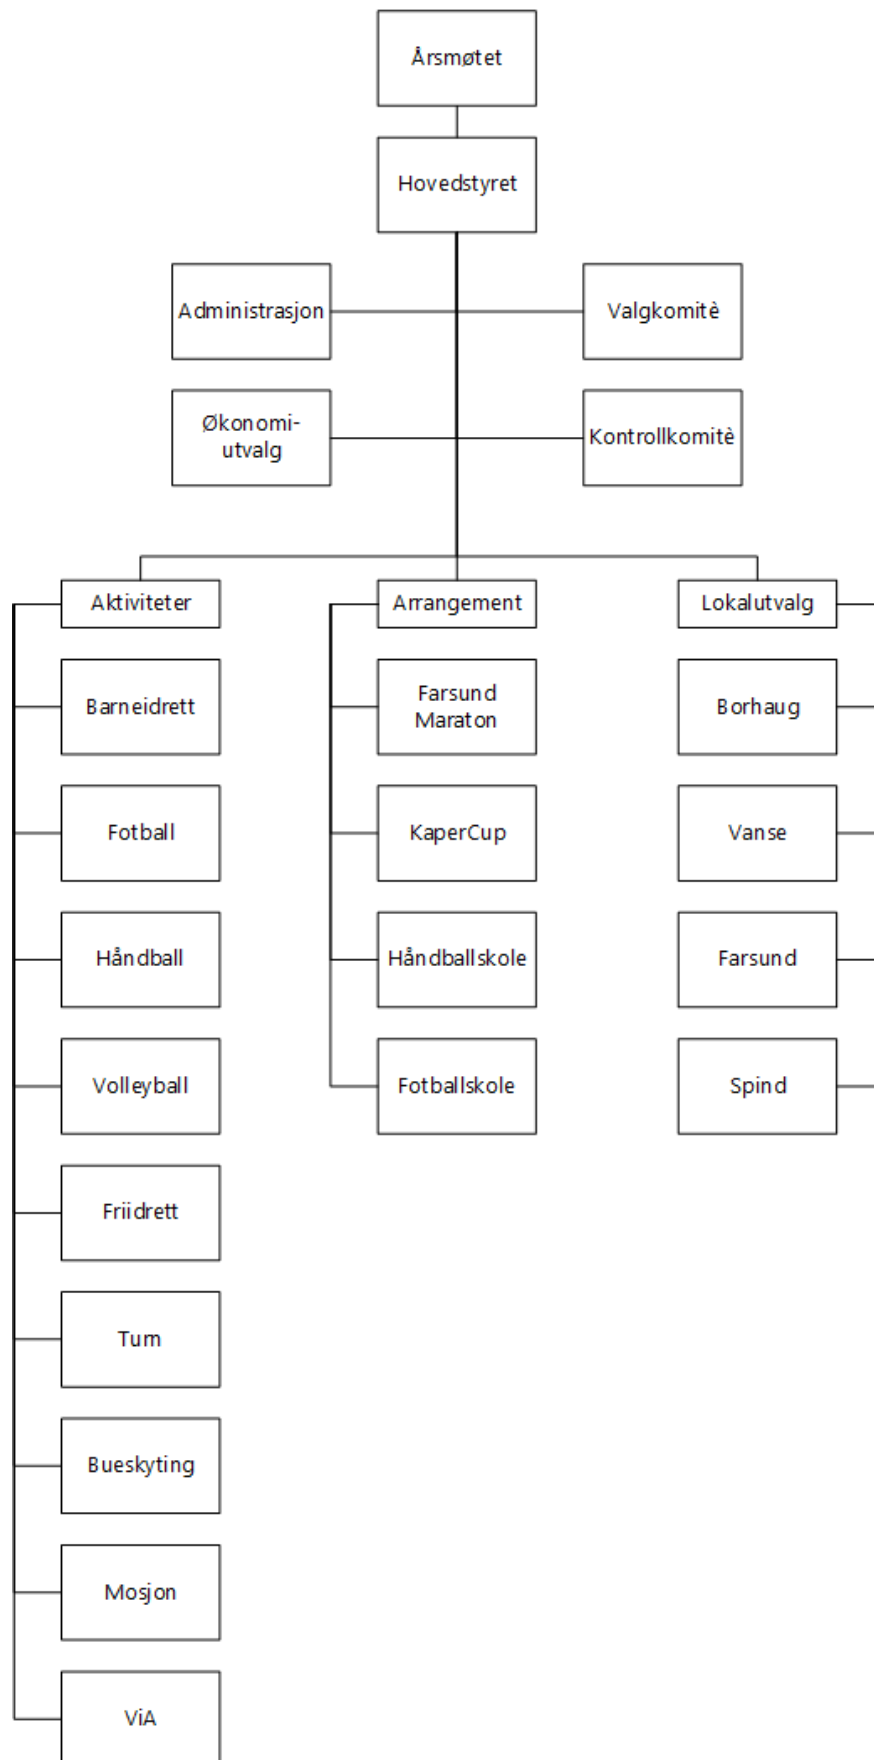 Årsmøtet
Hovedstyret
Administrasjon
Valgkomitè
Økonomi-
utvalg
Kontrollkomitè
Aktiviteter
Arrangement
Lokalutvalg
Barneidrett
Farsund
Maraton
Borhaug
Fotball
KaperCup
Vanse
Håndball
Håndballskole
Farsund
Volleyball
Fotballskole
Spind
Friidrett
Turn
Bueskyting
Mosjon
ViA